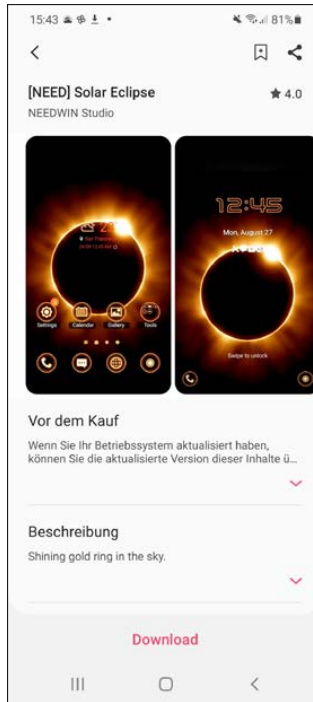 15:43
81%
[NEED] Solar Eclipse
★ 4.0
NEEDWIN Studio
San Francisco
Settings
Calendar
Gallery
Tools
12:45
Mon, August 27
Swipe to unlock
Vor dem Kauf
Wenn Sie Ihr Betriebssystem aktualisiert haben,
können Sie die aktualisierte Version dieser Inhalte ü...
Beschreibung
Shining gold ring in the sky.
Download